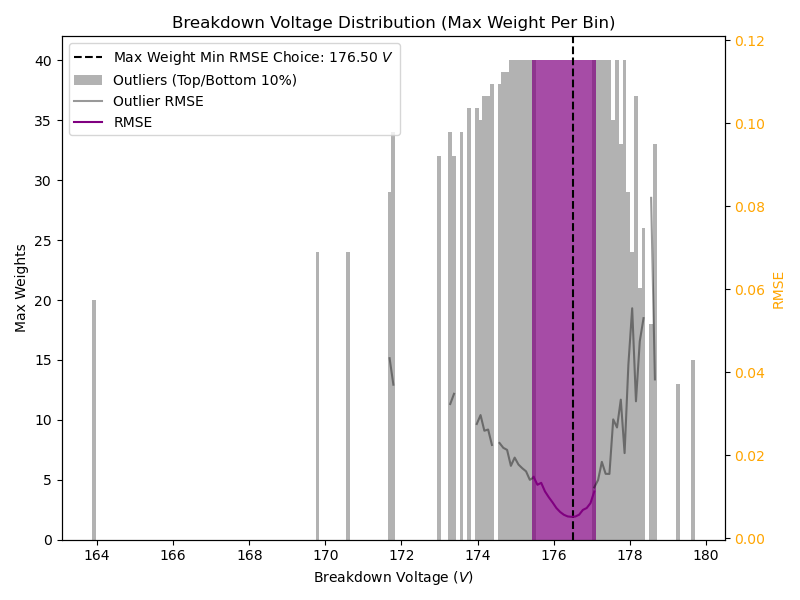 Breakdown Voltage Distribution (Max Weight Per Bin)
Max Weight Min RMSE Choice: 176.50 V
Outliers (Top/Bottom 10%)
Outlier RMSE
RMSE
Max Weights
40
35
30
25
20
15
10
5
0
0.12
0.10
0.08
0.06
0.04
0.02
0.00
RMSE
164 166 168 170 172 174 176 178 180
Breakdown Voltage (V)